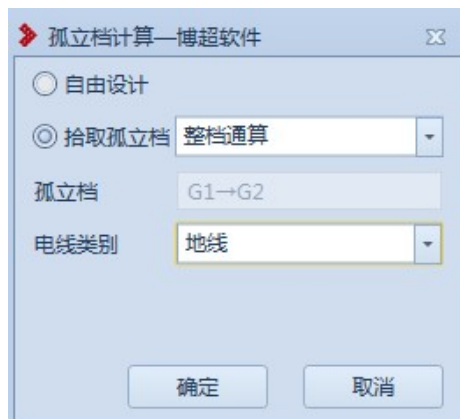 孤立档计算—博超软件
自由设计
拾取孤立档 整档通算
孤立档 G1→G2
电线类别 地线
确定 取消